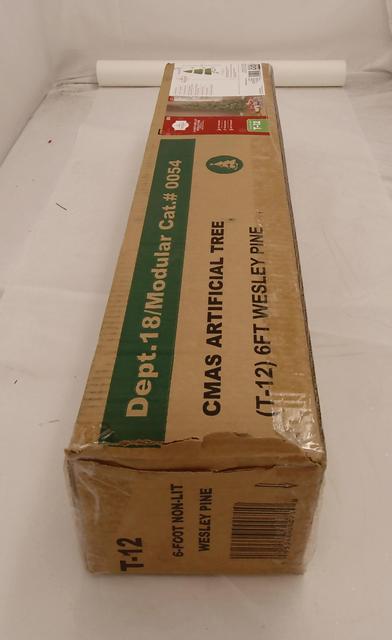 Dept.18/Modular Cat.# 0054
CMAS ARTIFICIAL TREE
(T-12) 6FT WESLEY PINE
T-12
6-FOOT NON-LIT
WESLEY PINE